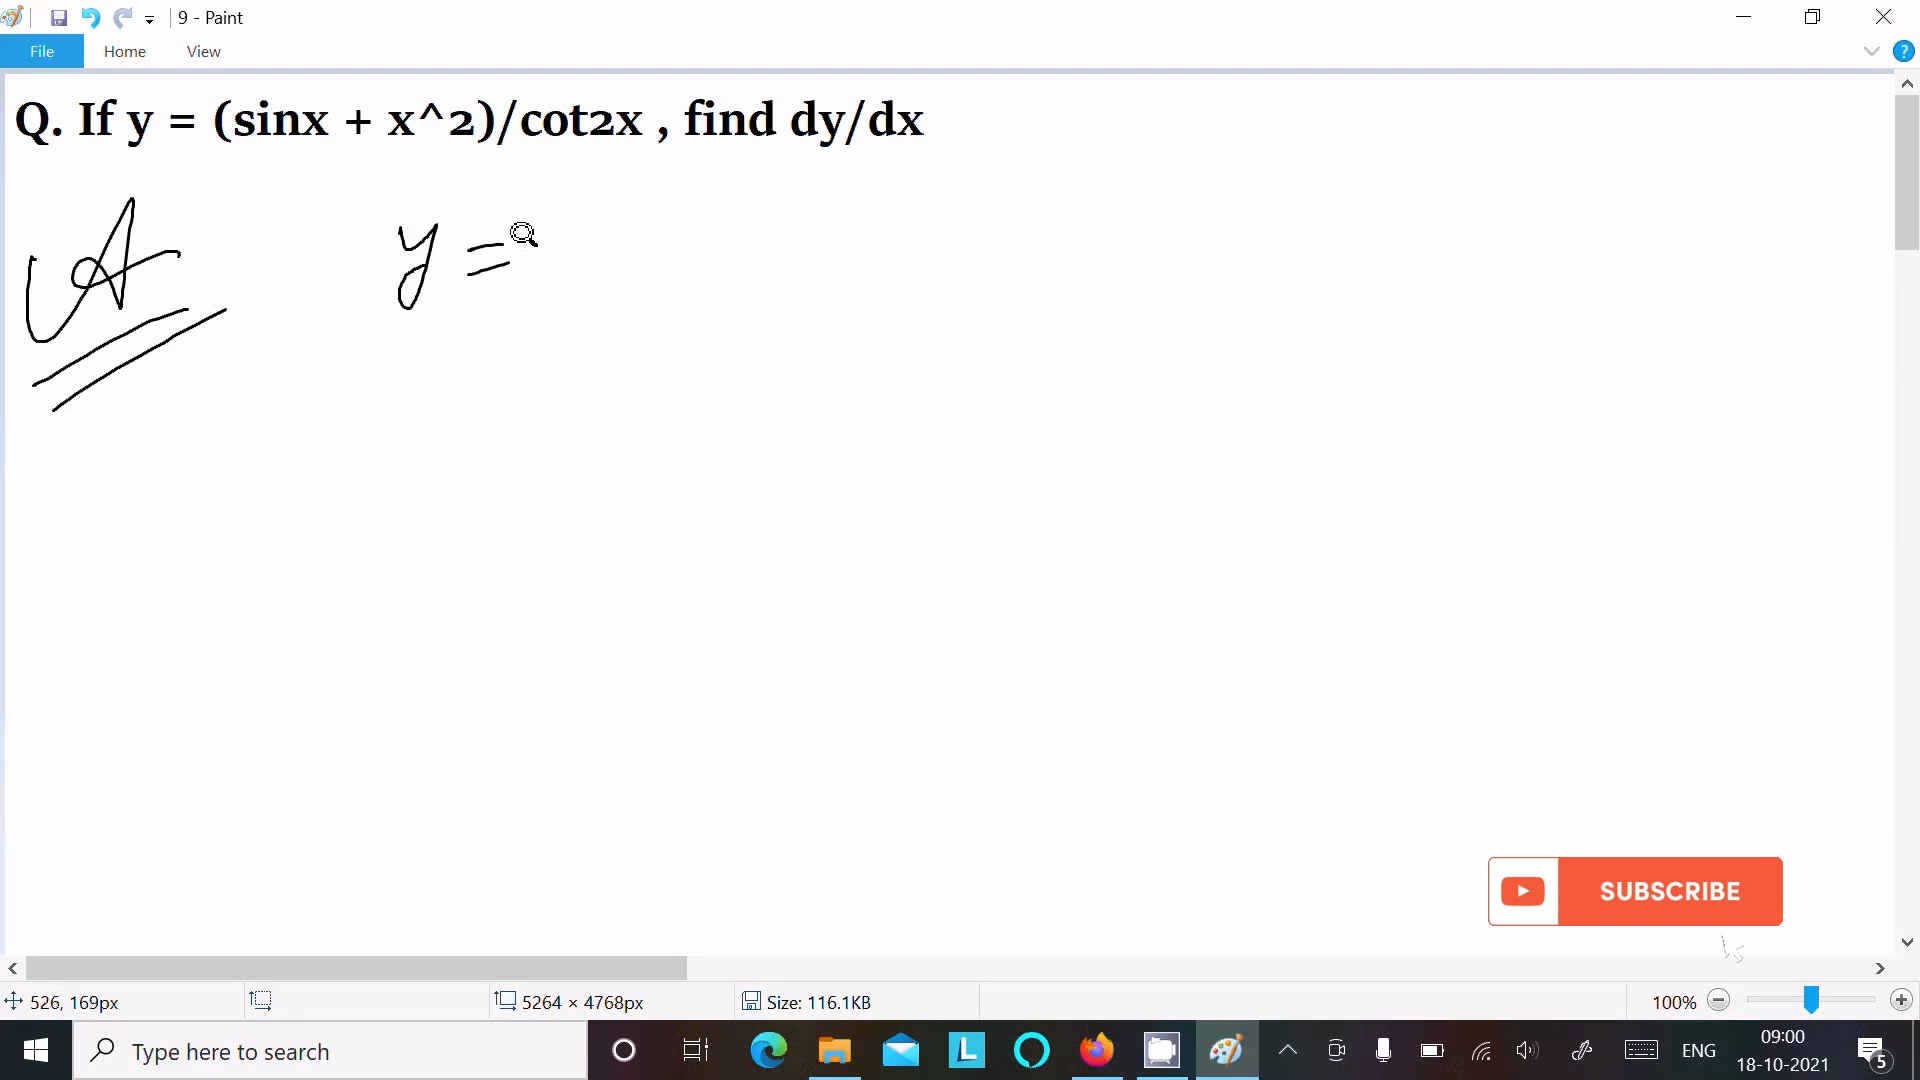 9 - Paint
File Home View
Q. If y = (sinx + x^2)/cot2x , find dy/dx
A y =
SUBSCRIBE
526, 169px 5264 × 4768px Size: 116.1KB 100%
Type here to search L ENG 09:00
18-10-2021 5